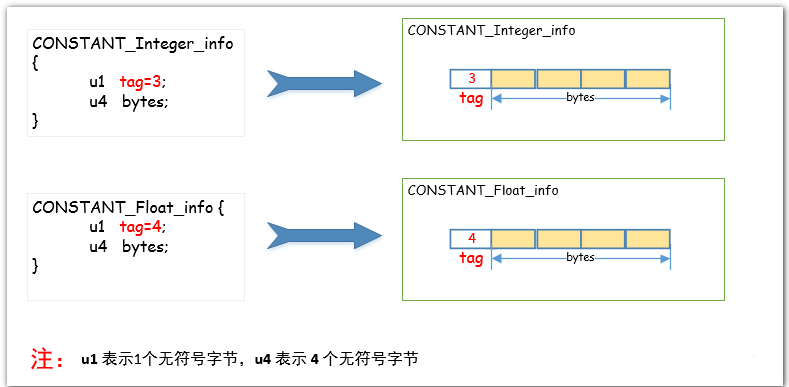 CONSTANT_Integer_info
{
u1 tag=3;
u4 bytes;
}
CONSTANT_Integer_info
3
tag
bytes
CONSTANT_Float_info {
u1 tag=4;
u4 bytes;
}
CONSTANT_Float_info
4
tag
bytes
注： u1 表示1个无符号字节，u4 表示 4 个无符号字节